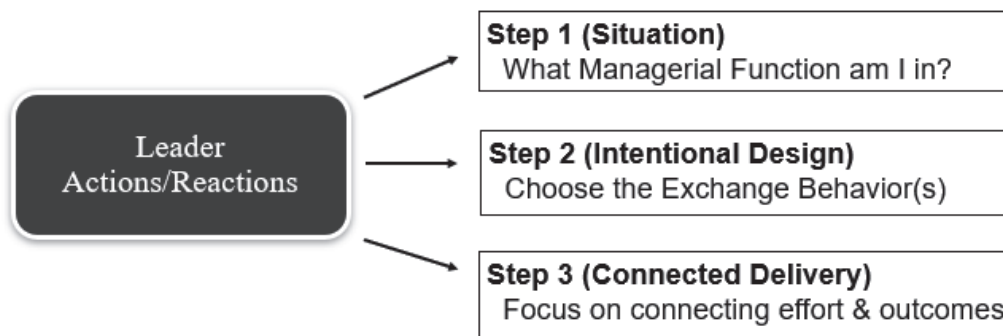 Leader
Actions/Reactions
Step 1 (Situation)
What Managerial Function am I in?
Step 2 (Intentional Design)
Choose the Exchange Behavior(s)
Step 3 (Connected Delivery)
Focus on connecting effort & outcomes